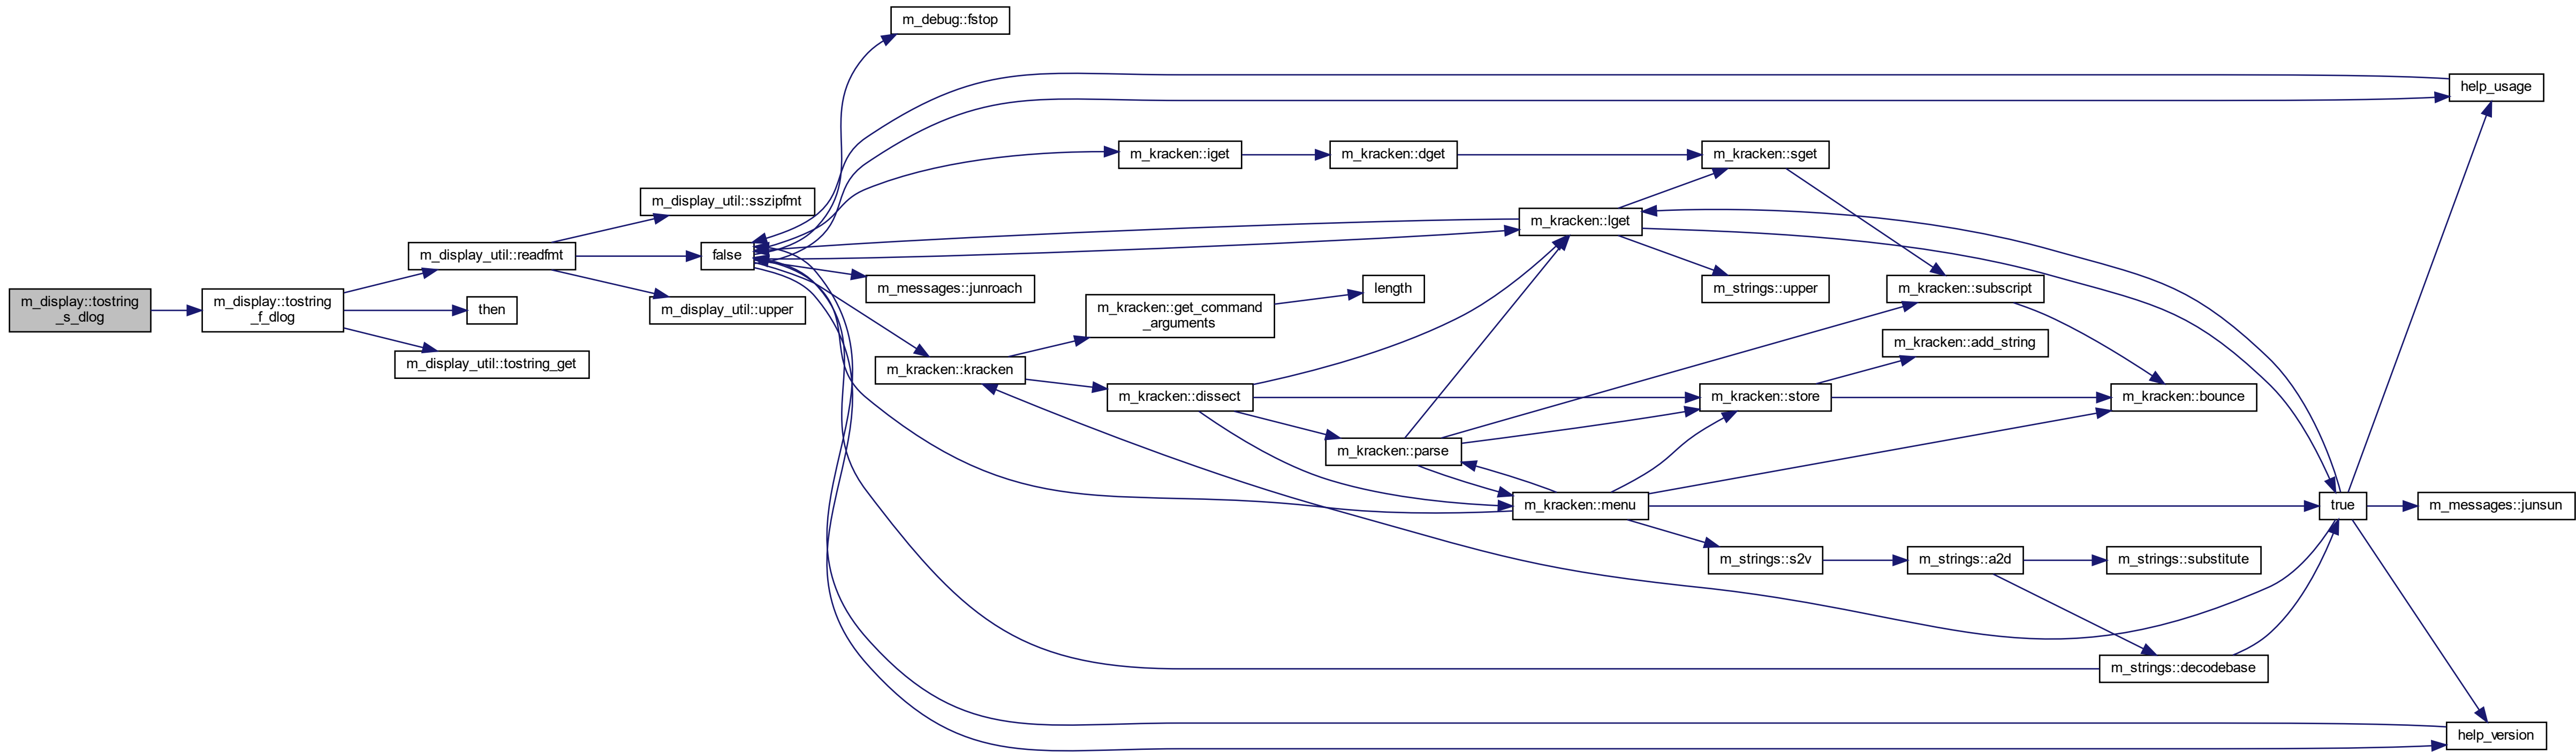 m_display::tostring
_s_dlog
m_display::tostring
_f_dlog
m_display_util::readfmt
then
m_display_util::tostring_get
m_display_util::sszipfmt
false
m_display_util::upper
m_debug::fstop
m_messages::junroach
m_kracken::kracken
m_kracken::iget
m_kracken::get_command
_arguments
m_kracken::dissect
m_kracken::dget
length
m_kracken::parse
m_kracken::lget
m_kracken::menu
m_kracken::sget
m_strings::upper
m_kracken::store
m_strings::s2v
m_kracken::subscript
m_kracken::add_string
m_strings::a2d
m_kracken::bounce
m_strings::substitute
m_strings::decodebase
true
help_usage
m_messages::junsun
help_version